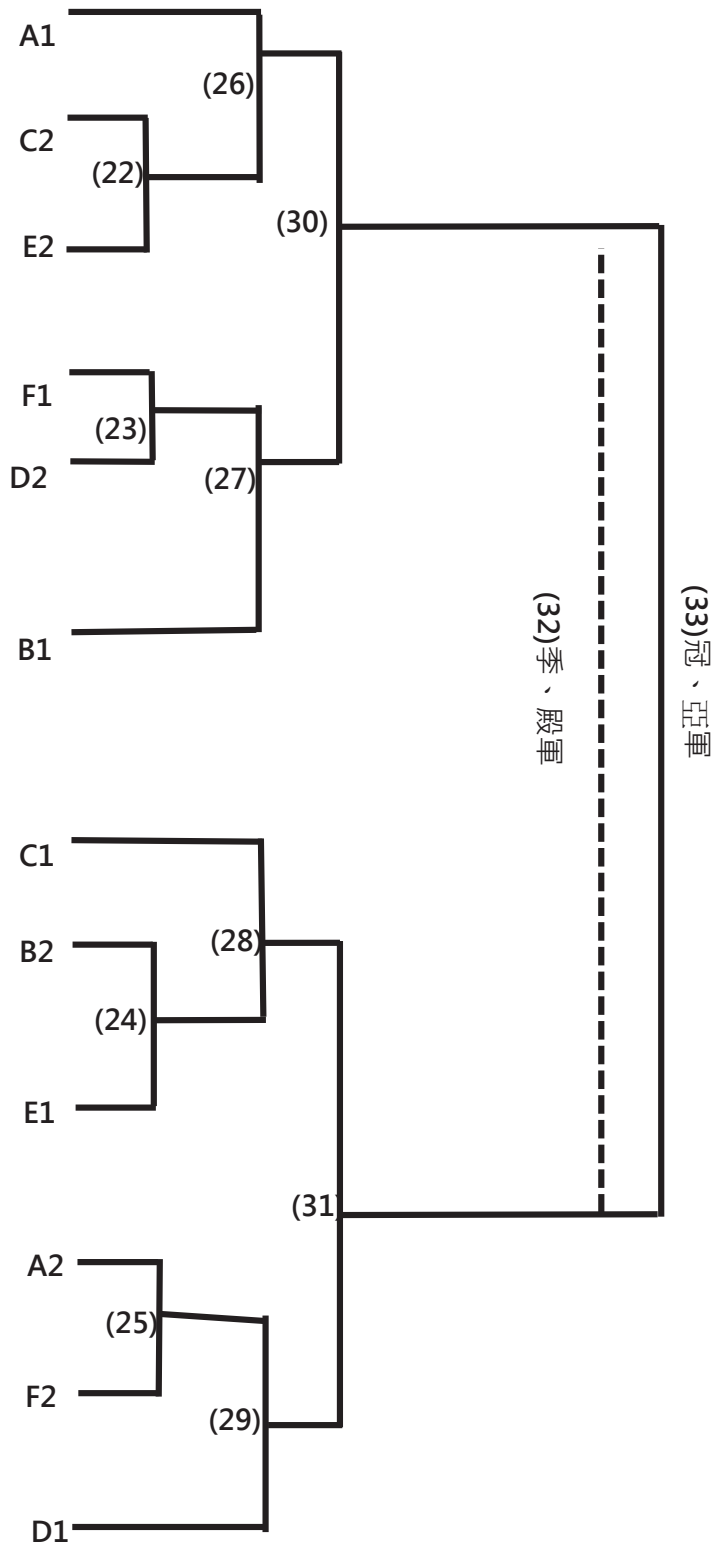 A1
(26)
C2
(22)
E2
(30)
F1
(23)
D2
(27)
B1
(32)季、殿軍
(33)冠、亞軍
C1
(28)
B2
(24)
E1
(31)
A2
(25)
F2
(29)
D1